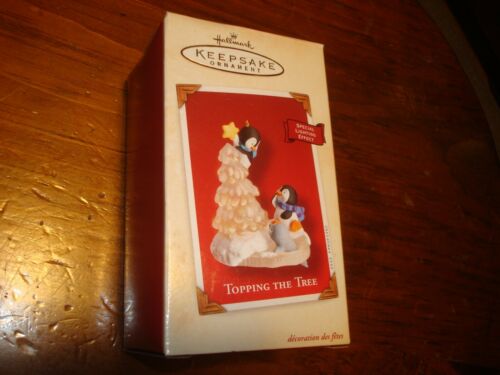 Hallmark
KEEPSAKE
ORNAMENT
SPECIAL
LIGHTING
EFFECT
TOPPING THE TREE
décoration des fêtes